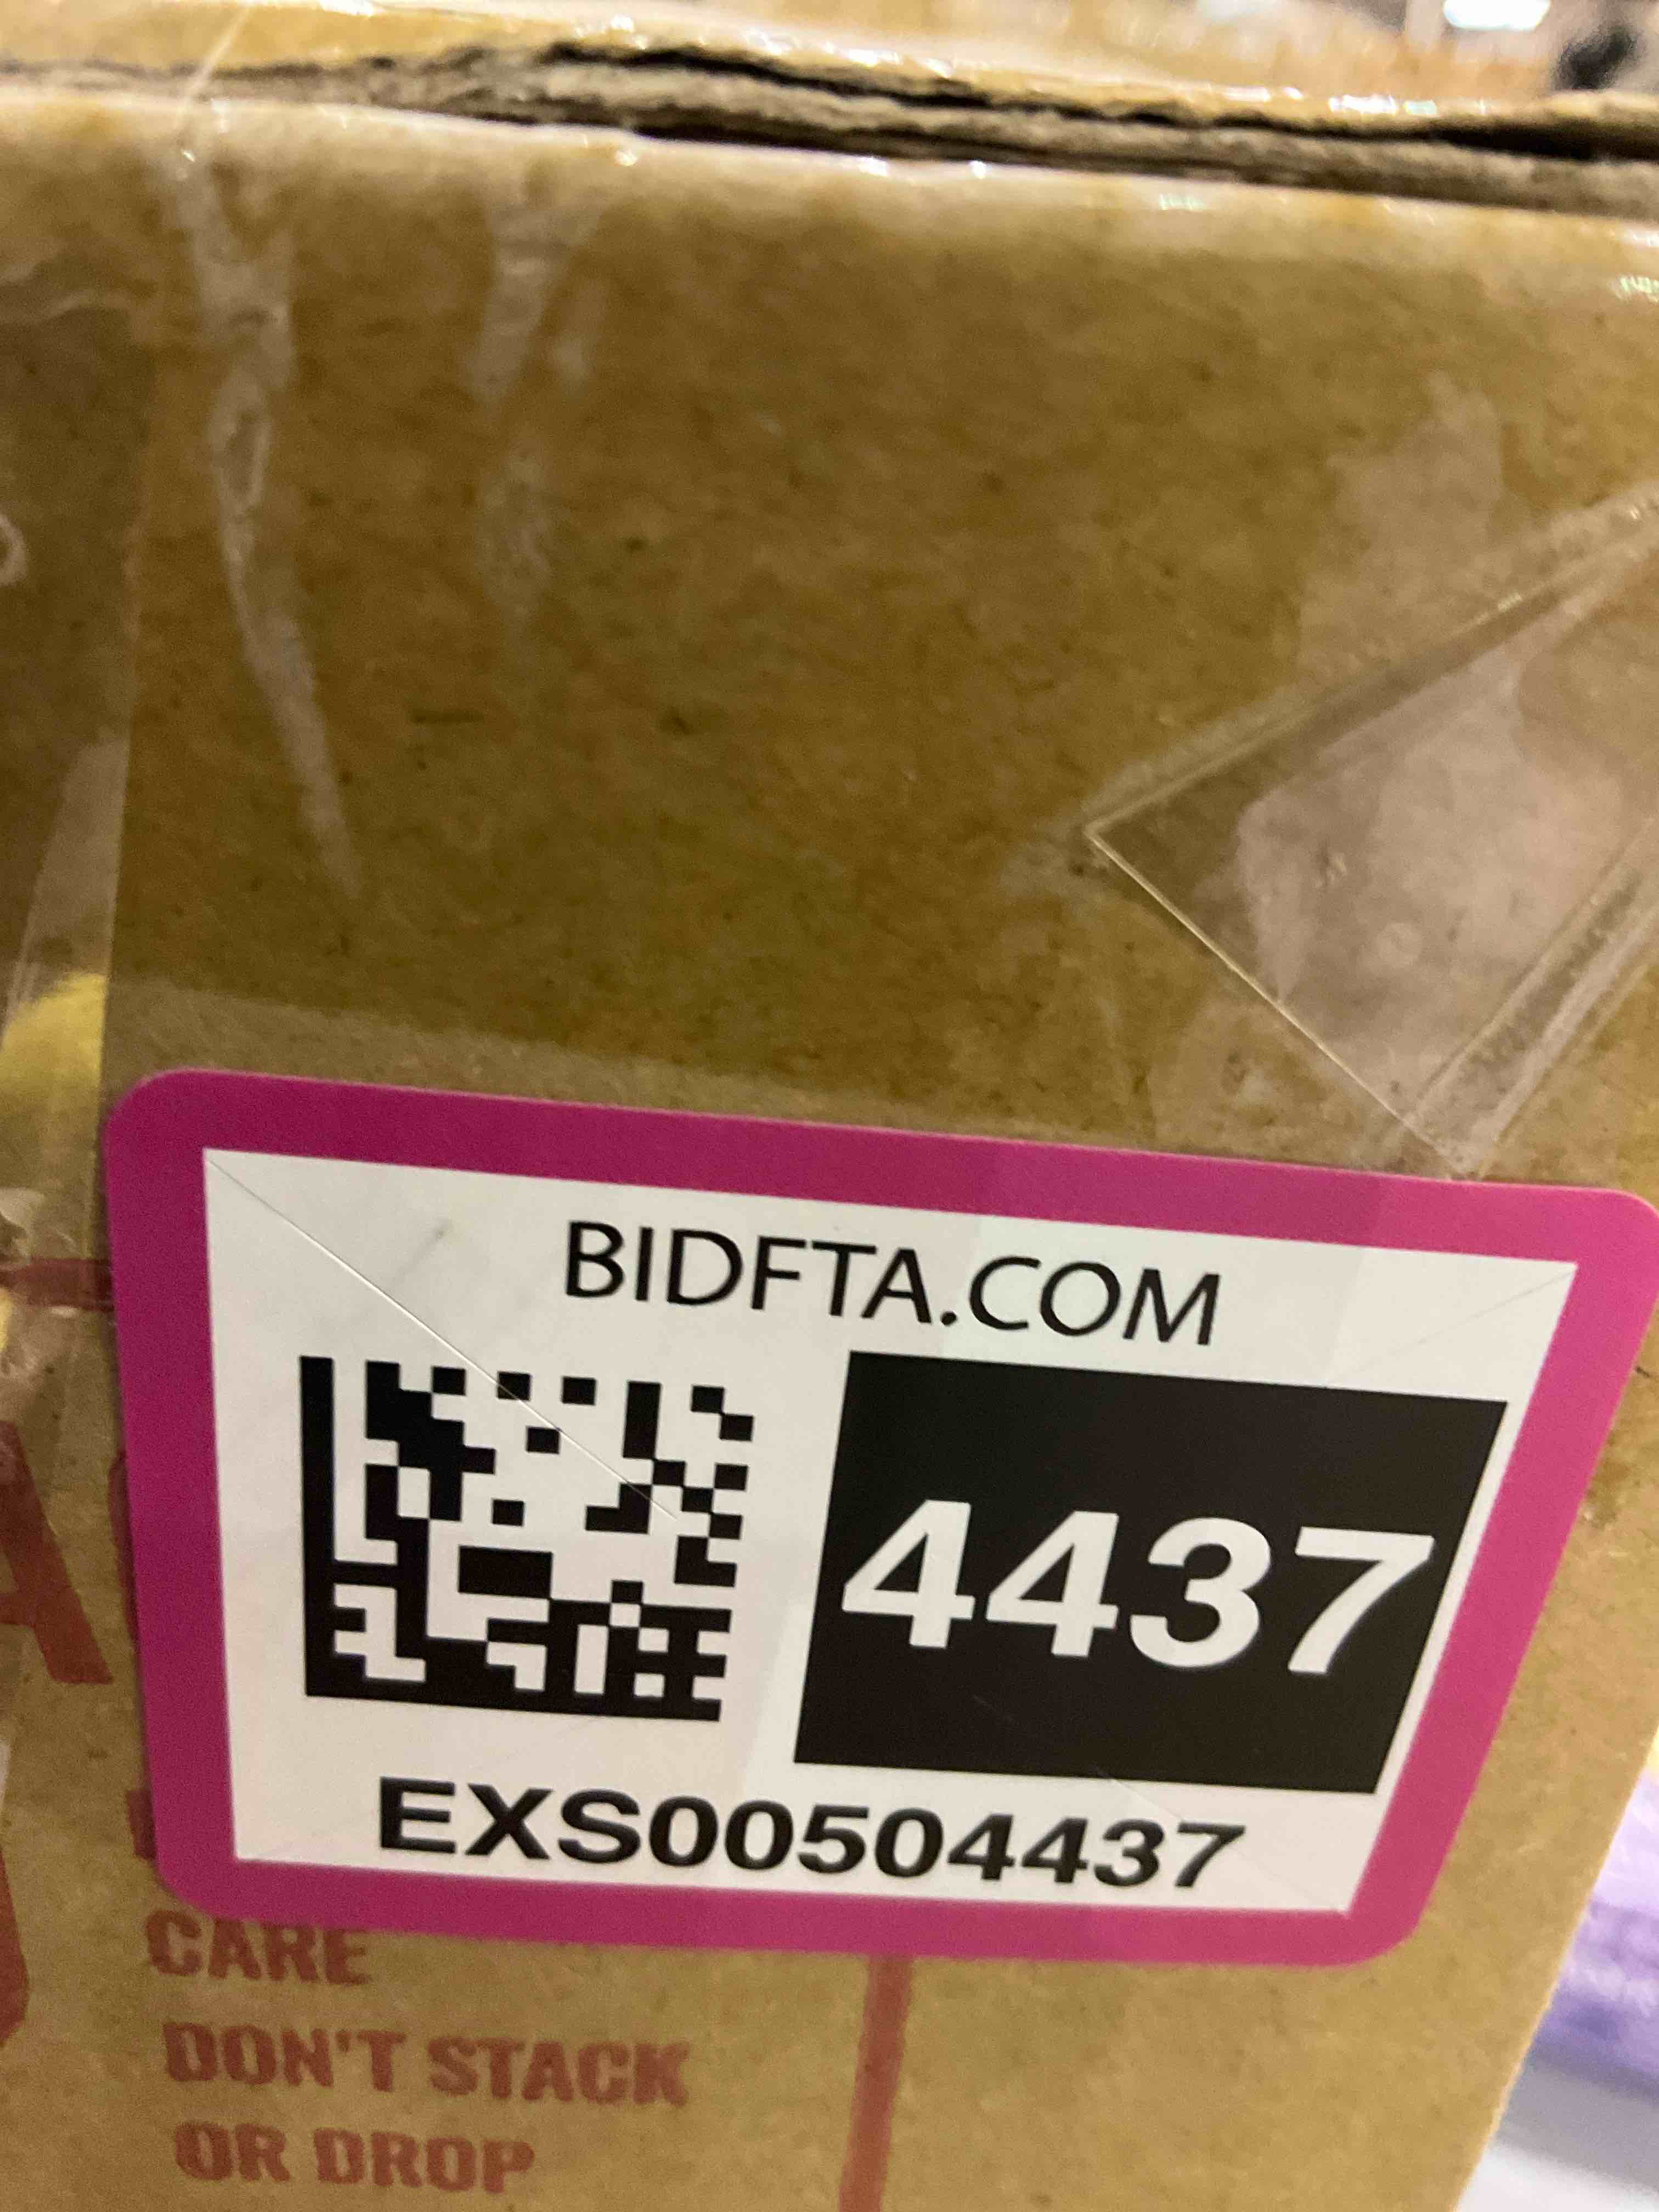 BIDFTA.COM
4437
EXS00504437
CARE
DON'T STACK
OR DROP